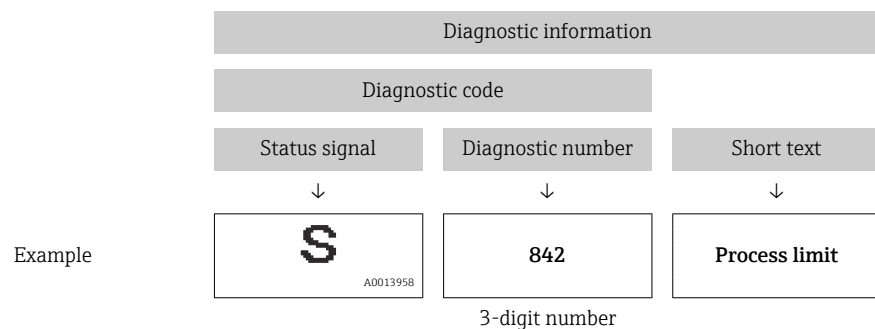 Diagnostic information
Diagnostic code
Status signal Diagnostic number Short text
↓ ↓ ↓
Example S 842 Process limit
A0013958
3-digit number